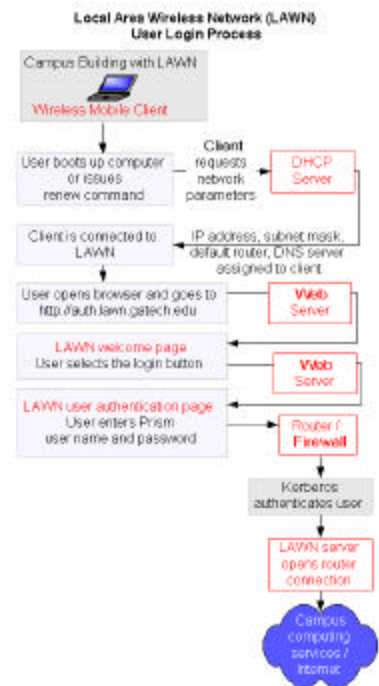 Local Area Wireless Network (LAWN)
User Login Process
Campus Building with LAWN
Wireless Mobile Client
User boots up computer
or issues
renew command
Client
requests
network
parameters
DHCP
Server
Client is connected to
LAWN
IP address, subnet mask,
default router, DNS server
assigned to client
User opens browser and goes to
http://auth.lawn.gatech.edu
Web
Server
LAWN welcome page
User selects the login button
Web
Server
LAWN user authentication page
User enters Prism
user name and password
Router /
Firewall
Kerberos
authenticates user
LAWN server
opens router
connection
Campus
computing
services /
Internet